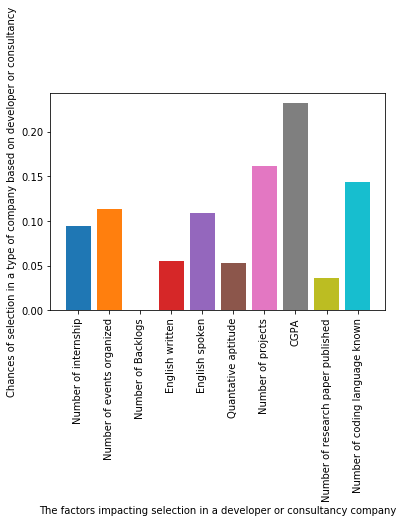 Chances of selection in a type of company based on developer or consultancy
0.20
0.15
0.10
0.05
0.00
Number of internship
Number of events organized
Number of Backlogs
English written
English spoken
Quantative aptitude
Number of projects
CGPA
Number of research paper published
Number of coding language known
The factors impacting selection in a developer or consultancy company